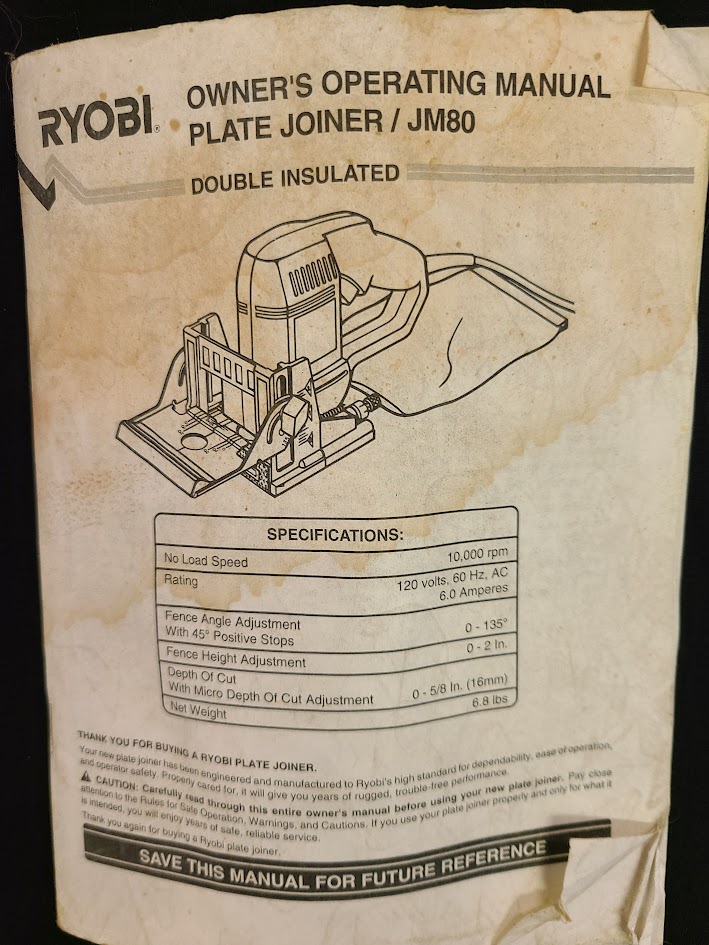 RYOBI®
OWNER'S OPERATING MANUAL
PLATE JOINER / JM80
DOUBLE INSULATED
SPECIFICATIONS:
No Load Speed 10,000 rpm
Rating 120 volts, 60 Hz, AC
6.0 Amperes
Fence Angle Adjustment
With 45° Positive Stops 0 - 135°
Fence Height Adjustment 0 - 2 In.
Depth Of Cut
With Micro Depth Of Cut Adjustment 0 - 5/8 In. (16mm)
Net Weight 6.8 lbs
THANK YOU FOR BUYING A RYOBI PLATE JOINER.
Your new plate joiner has been engineered and manufactured to Ryobi's high standard for dependability, ease of operation,
and operator safety. Properly cared for, it will give you years of rugged, trouble-free performance.
⚠ CAUTION: Carefully read through this entire owner's manual before using your new plate joiner. Pay close
attention to the Rules for Safe Operation, Warnings, and Cautions. If you use your plate joiner properly and only for what it
is intended, you will enjoy years of safe, reliable service.
Thank you again for buying a Ryobi plate joiner.
SAVE THIS MANUAL FOR FUTURE REFERENCE